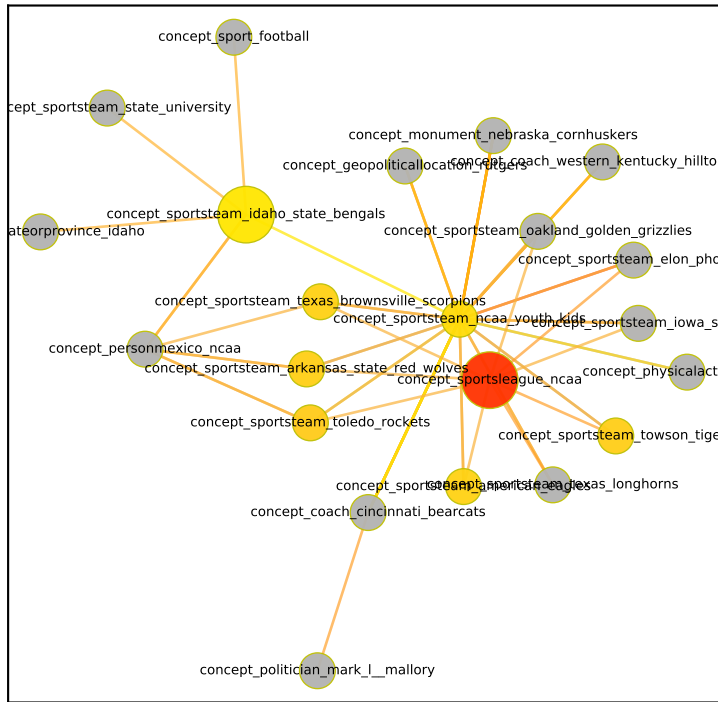 concept_sport_football
cept_sportsteam_state_university
concept_monument_nebraska_cornhuskers
concept_geopoliticallocation_rutgers
concept_coach_western_kentucky_hillto
concept_sportsteam_idaho_state_bengals
ateorprovince_idaho
concept_sportsteam_oakland_golden_grizzlies
concept_sportsteam_elon_pho
concept_sportsteam_texas_brownsville_scorpions
concept_sportsteam_ncaa_youth_kids
concept_sportsteam_iowa_s
concept_personmexico_ncaa
concept_sportsteam_arkansas_state_red_wolves
concept_physicalact
concept_sportsleague_ncaa
concept_sportsteam_toledo_rockets
concept_sportsteam_towson_tige
concept_sportsteam_american_eagles
concept_sportsteam_texas_longhorns
concept_coach_cincinnati_bearcats
concept_politician_mark_l__mallory